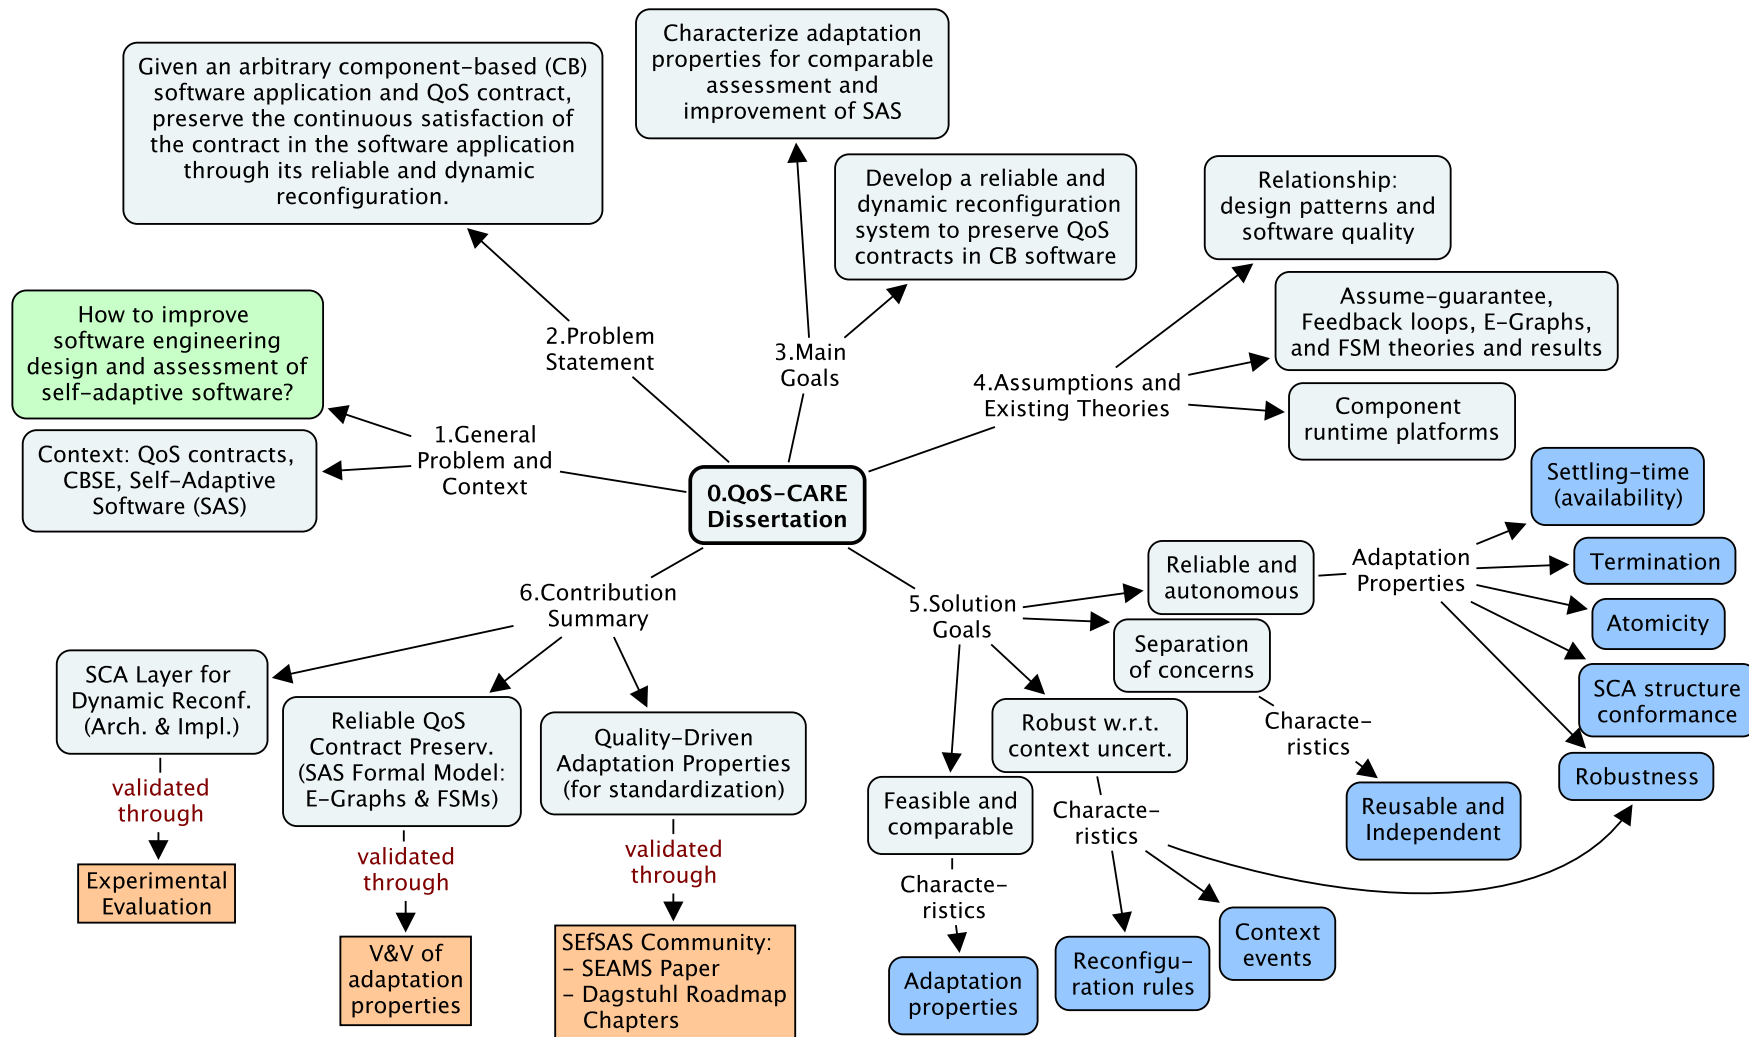 Given an arbitrary component-based (CB)
software application and QoS contract,
preserve the continuous satisfaction of
the contract in the software application
through its reliable and dynamic
reconfiguration.
Characterize adaptation
properties for comparable
assessment and
improvement of SAS
Develop a reliable and
dynamic reconfiguration
system to preserve QoS
contracts in CB software
Relationship:
design patterns and
software quality
Assume-guarantee,
Feedback loops, E-Graphs,
and FSM theories and results
Component
runtime platforms
How to improve
software engineering
design and assessment of
self-adaptive software?
Context: QoS contracts,
CBSE, Self-Adaptive
Software (SAS)
2.Problem
Statement
3.Main
Goals
4.Assumptions and
Existing Theories
1.General
Problem and
Context
0.QoS-CARE
Dissertation
6.Contribution
Summary
5.Solution
Goals
Reliable and
autonomous
Adaptation
Properties
Settling-time
(availability)
Termination
Atomicity
SCA structure
conformance
Robustness
Separation
of concerns
Characte-
ristics
Reusable and
Independent
Robust w.r.t.
context uncert.
Characte-
ristics
Reconfigu-
ration rules
Context
events
Feasible and
comparable
Characte-
ristics
Adaptation
properties
SCA Layer for
Dynamic Reconf.
(Arch. & Impl.)
validated
through
Experimental
Evaluation
Reliable QoS
Contract Preserv.
(SAS Formal Model:
E-Graphs & FSMs)
validated
through
V&V of
adaptation
properties
Quality-Driven
Adaptation Properties
(for standardization)
validated
through
SEfSAS Community:
- SEAMS Paper
- Dagstuhl Roadmap
Chapters